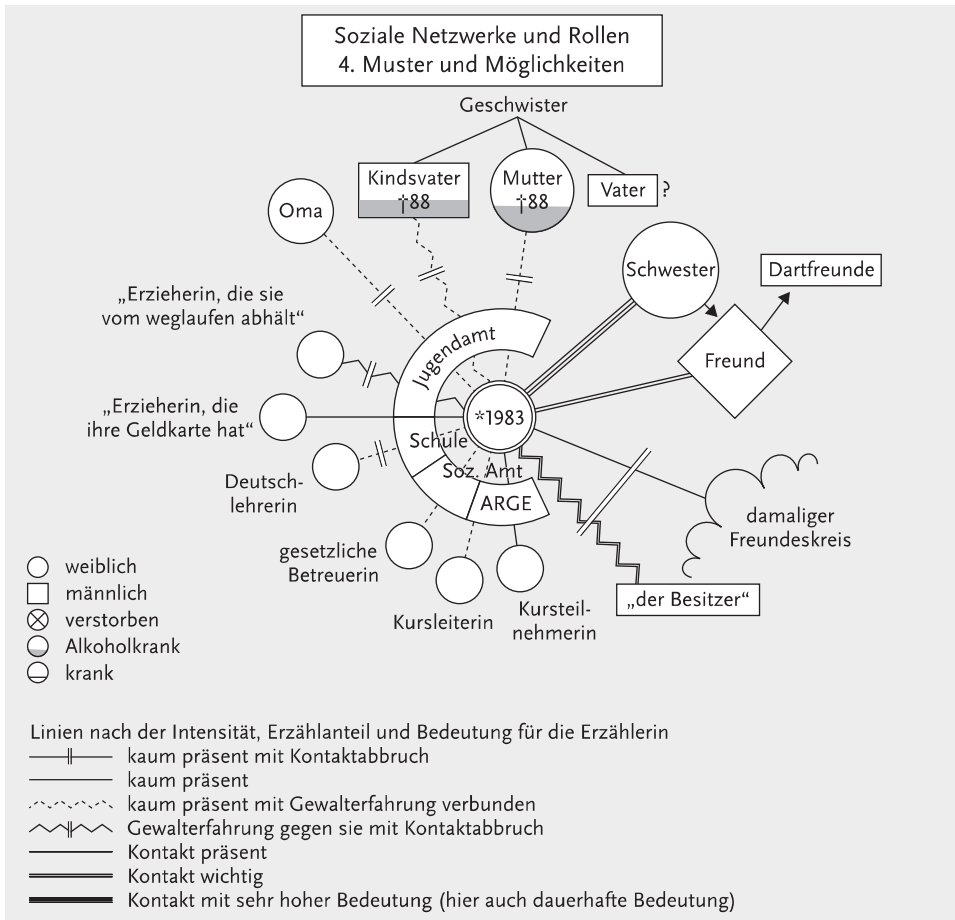 Soziale Netzwerke und Rollen
4. Muster und Möglichkeiten
Geschwister
Kindsvater
†88
Mutter
†88
Vater
?
Oma
Schwester
Dartfreunde
Freund
„Erzieherin, die sie
vom weglaufen abhält“
Jugendamt
*1983
„Erzieherin, die
ihre Geldkarte hat“
Schule
Soz. Amt
ARGE
Deutsch-
lehrerin
damaliger
Freundeskreis
gesetzliche
Betreuerin
Kursleiterin
Kursteil-
nehmerin
„der Besitzer“
weiblich
männlich
verstorben
Alkoholkrank
krank
Linien nach der Intensität, Erzählanteil und Bedeutung für die Erzählerin
kaum präsent mit Kontaktabbruch
kaum präsent
kaum präsent mit Gewalterfahrung verbunden
Gewalterfahrung gegen sie mit Kontaktabbruch
Kontakt präsent
Kontakt wichtig
Kontakt mit sehr hoher Bedeutung (hier auch dauerhafte Bedeutung)